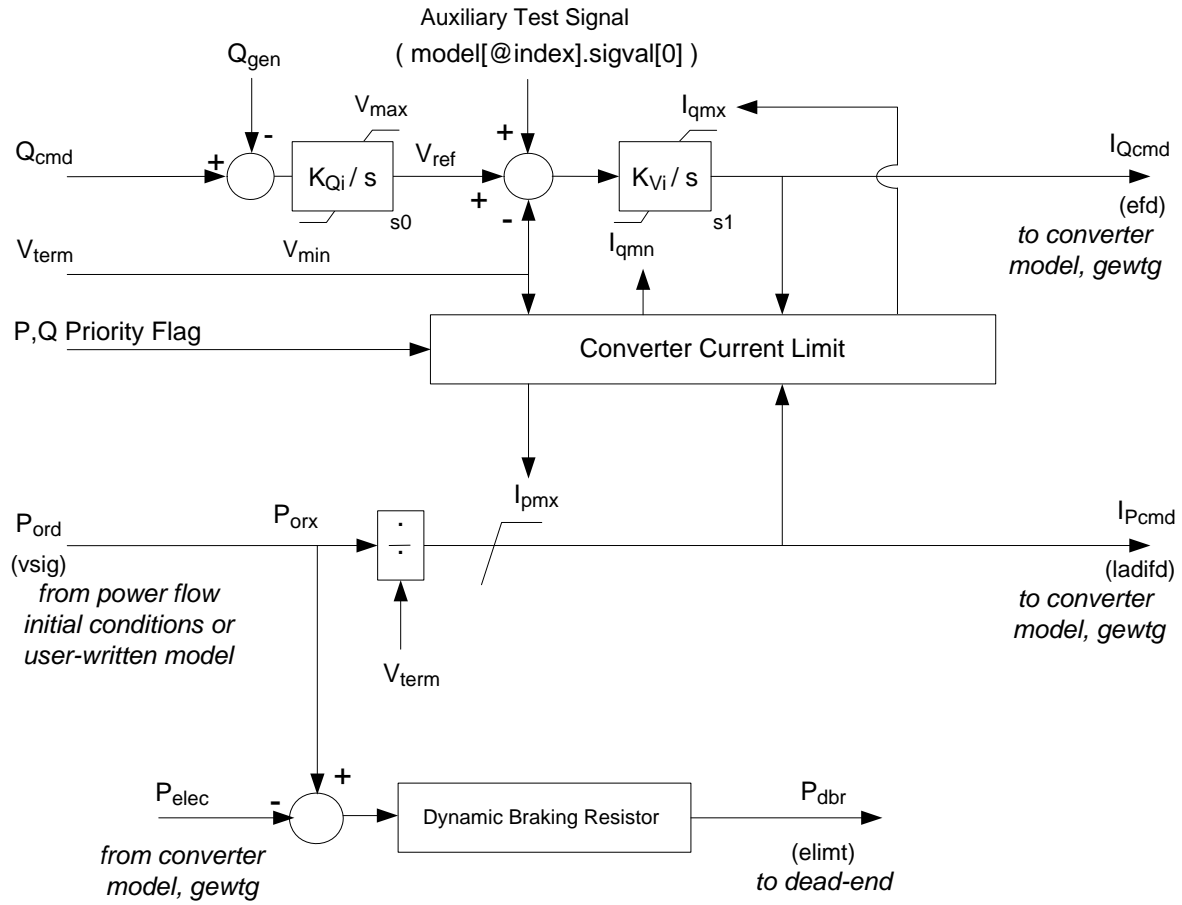 Auxiliary Test Signal
( model[@index].sigval[0] )
Qgen
-
Vmax
+
Iqmx
Qcmd
+
KQi / s
Vref
+
-
KVi / s
IQcmd
s0
s1
(efd)
to converter
model, gewtg
Vterm
Vmin
Iqmn
P,Q Priority Flag
Converter Current Limit
Ipmx
Pord
Porx
÷
IPcmd
(vsig)
(ladifd)
from power flow
initial conditions or
user-written model
to converter
model, gewtg
Vterm
Pelec
-
+
Dynamic Braking Resistor
Pdbr
from converter
model, gewtg
(elimt)
to dead-end